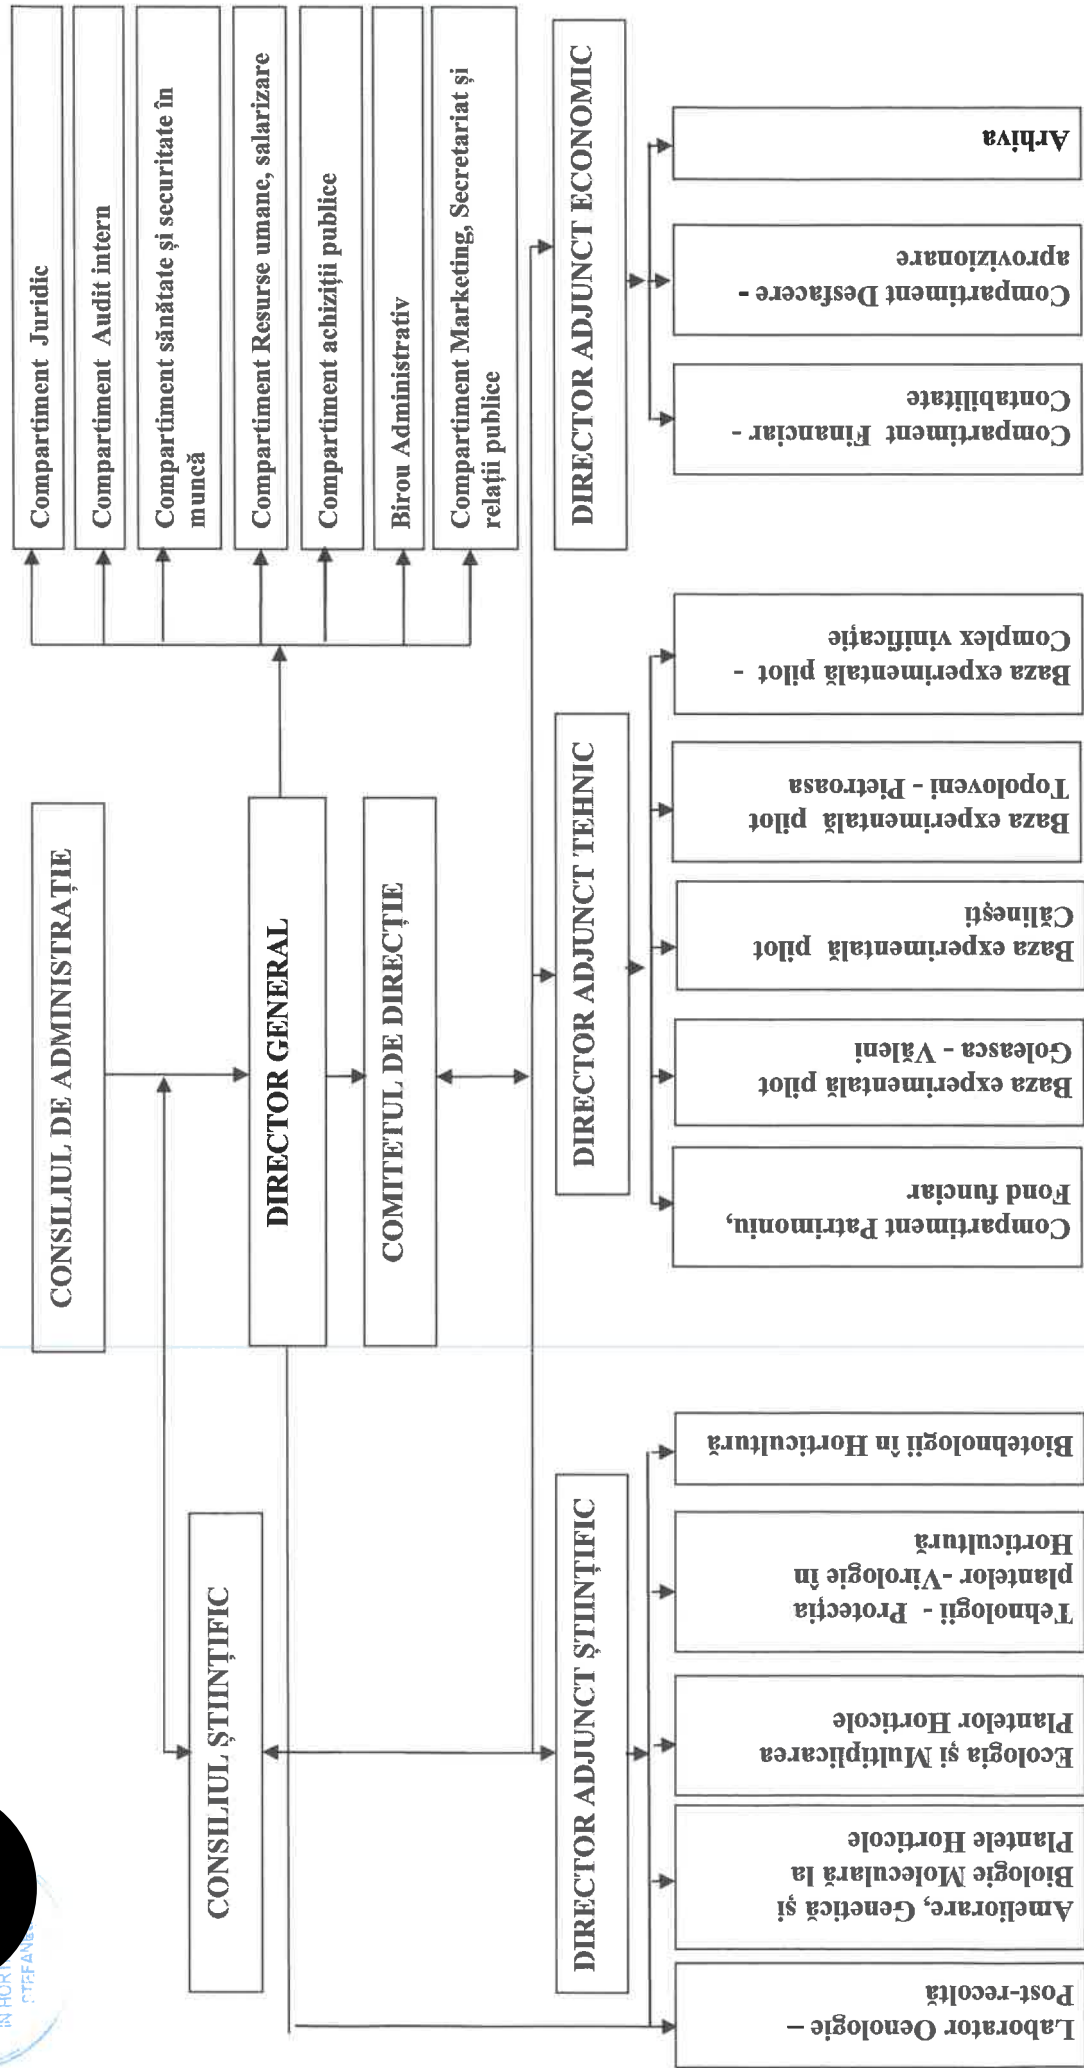 IN HORT
ȘTEFĂNE
CONSILIUL DE ADMINISTRAȚIE
CONSILIUL ȘTIINȚIFIC
DIRECTOR GENERAL
COMITETUL DE DIRECȚIE
Compartiment Juridic
Compartiment Audit intern
Compartiment sănătate și securitate în
muncă
Compartiment Resurse umane, salarizare
Compartiment achiziții publice
Birou Administrativ
Compartiment Marketing, Secretariat și
relații publice
DIRECTOR ADJUNCT ȘTIINȚIFIC
DIRECTOR ADJUNCT TEHNIC
DIRECTOR ADJUNCT ECONOMIC
Laborator Oenologie –
Post-recoltă
Ameliorare, Genetică și
Biologie Moleculară la
Plantele Horticole
Ecologia și Multiplicarea
Plantelor Horticole
Tehnologii - Protecția
plantelor -Virologie în
Horticultură
Biotehnologii în Horticultură
Compartiment Patrimoniu,
Fond funciar
Baza experimentală pilot
Goleasca - Văleni
Baza experimentală pilot
Călinești
Baza experimentală pilot
Topoloveni - Pietroasa
Baza experimentală pilot -
Complex vinificație
Compartiment Financiar -
Contabilitate
Compartiment Desfacere -
aprovizionare
Arhiva